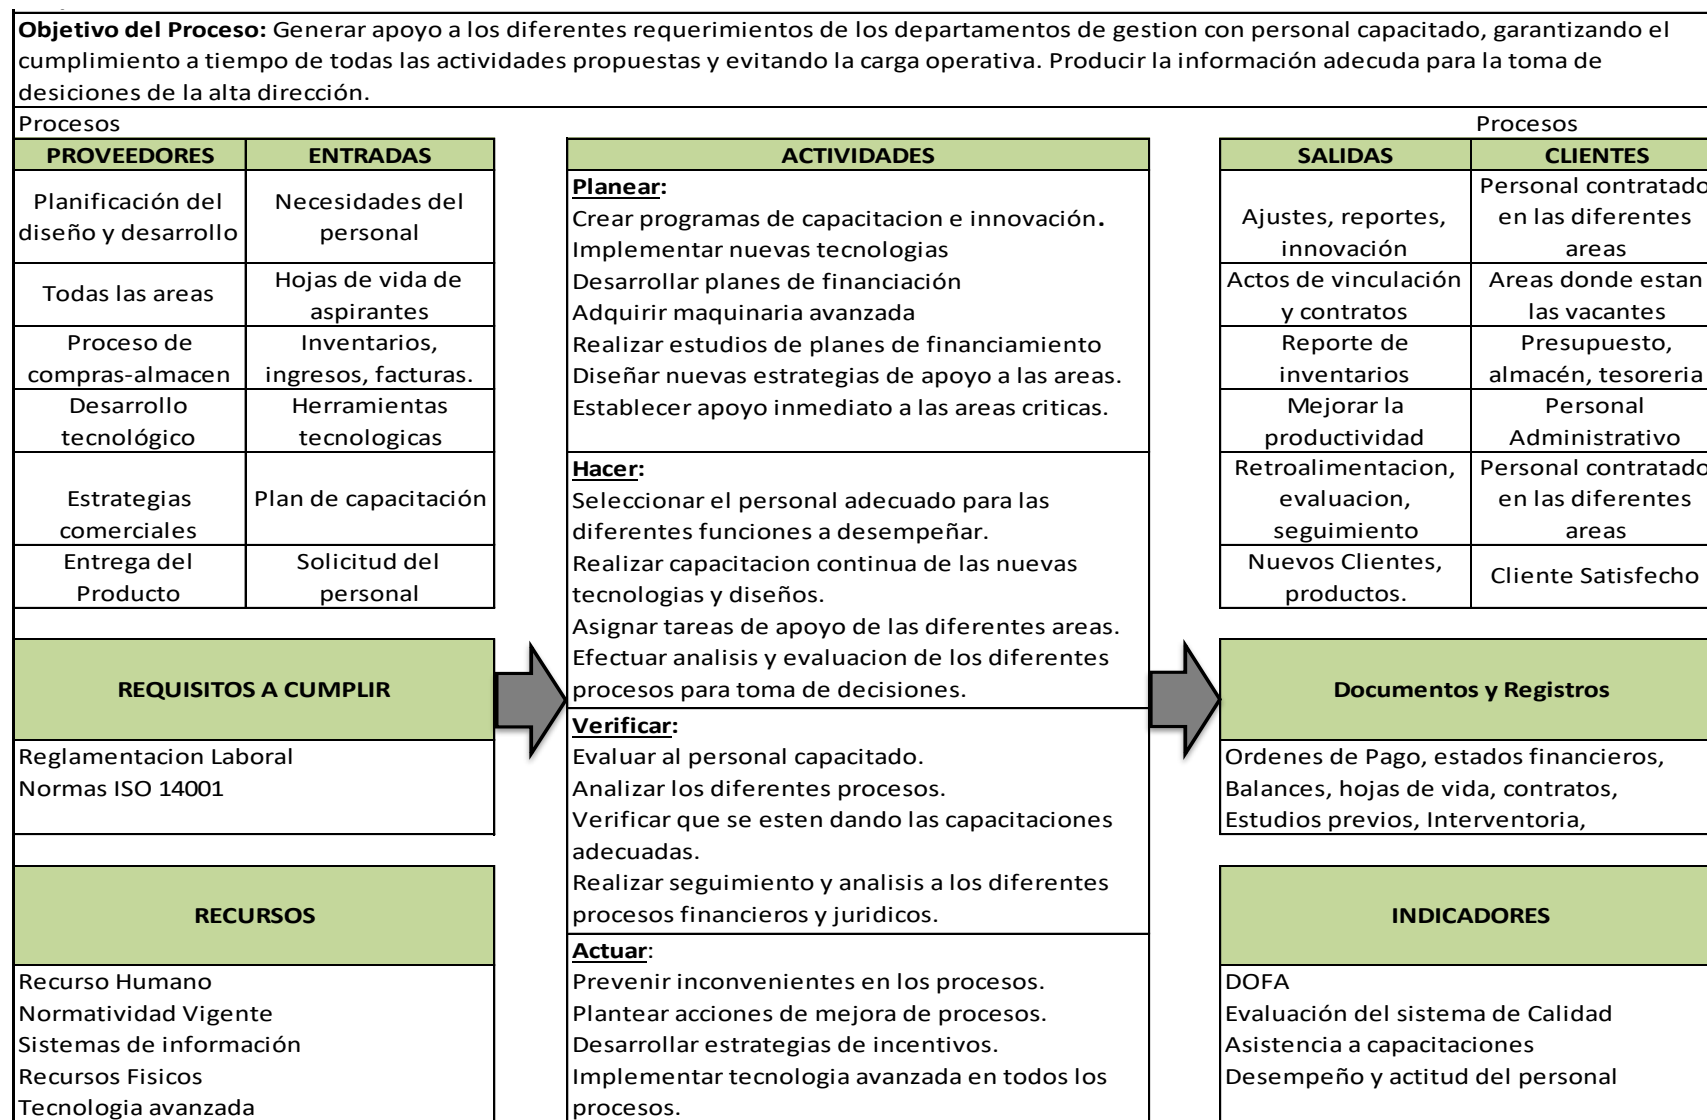 Objetivo del Proceso: Generar apoyo a los diferentes requerimientos de los departamentos de gestion con personal capacitado, garantizando el
cumplimiento a tiempo de todas las actividades propuestas y evitando la carga operativa. Producir la información adecuda para la toma de
desiciones de la alta dirección.
Procesos
PROVEEDORES
ENTRADAS
Planificación del
diseño y desarrollo
Necesidades del
personal
Todas las areas
Hojas de vida de
aspirantes
Proceso de
compras-almacen
Inventarios,
ingresos, facturas.
Desarrollo
tecnológico
Herramientas
tecnologicas
Estrategias
comerciales
Plan de capacitación
Entrega del
Producto
Solicitud del
personal
REQUISITOS A CUMPLIR
Reglamentacion Laboral
Normas ISO 14001
RECURSOS
Recurso Humano
Normatividad Vigente
Sistemas de información
Recursos Fisicos
Tecnologia avanzada
ACTIVIDADES
Planear:
Crear programas de capacitacion e innovación.
Implementar nuevas tecnologias
Desarrollar planes de financiación
Adquirir maquinaria avanzada
Realizar estudios de planes de financiamiento
Diseñar nuevas estrategias de apoyo a las areas.
Establecer apoyo inmediato a las areas criticas.
Hacer:
Seleccionar el personal adecuado para las
diferentes funciones a desempeñar.
Realizar capacitacion continua de las nuevas
tecnologias y diseños.
Asignar tareas de apoyo de las diferentes areas.
Efectuar analisis y evaluacion de los diferentes
procesos para toma de decisiones.
Verificar:
Evaluar al personal capacitado.
Analizar los diferentes procesos.
Verificar que se esten dando las capacitaciones
adecuadas.
Realizar seguimiento y analisis a los diferentes
procesos financieros y juridicos.
Actuar:
Prevenir inconvenientes en los procesos.
Plantear acciones de mejora de procesos.
Desarrollar estrategias de incentivos.
Implementar tecnologia avanzada en todos los
procesos.
Procesos
SALIDAS
CLIENTES
Ajustes, reportes,
innovación
Personal contratado
en las diferentes
areas
Actos de vinculación
y contratos
Areas donde estan
las vacantes
Reporte de
inventarios
Presupuesto,
almacén, tesoreria
Mejorar la
productividad
Personal
Administrativo
Retroalimentacion,
evaluacion,
seguimiento
Personal contratado
en las diferentes
areas
Nuevos Clientes,
productos.
Cliente Satisfecho
Documentos y Registros
Ordenes de Pago, estados financieros,
Balances, hojas de vida, contratos,
Estudios previos, Interventoria,
INDICADORES
DOFA
Evaluación del sistema de Calidad
Asistencia a capacitaciones
Desempeño y actitud del personal